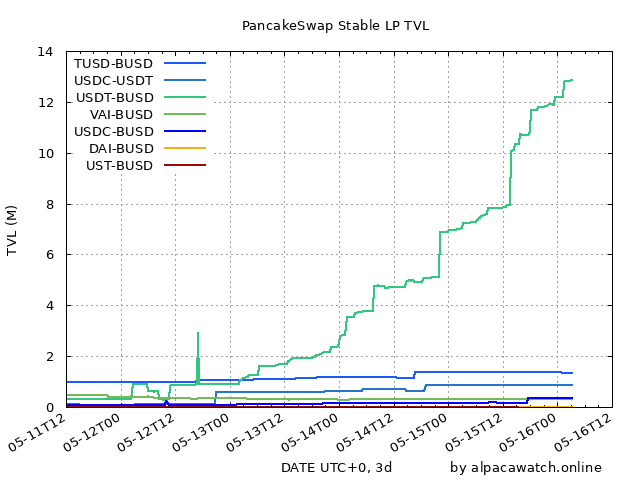 PancakeSwap Stable LP TVL
14
12
10
8
6
4
2
0
TVL (M)
TUSD-BUSD
USDC-USDT
USDT-BUSD
VAI-BUSD
USDC-BUSD
DAI-BUSD
UST-BUSD
05-11T12
05-12T00
05-12T12
05-13T00
05-13T12
05-14T00
05-14T12
05-15T00
05-15T12
05-16T00
05-16T12
DATE UTC+0, 3d
by alpacawatch.online